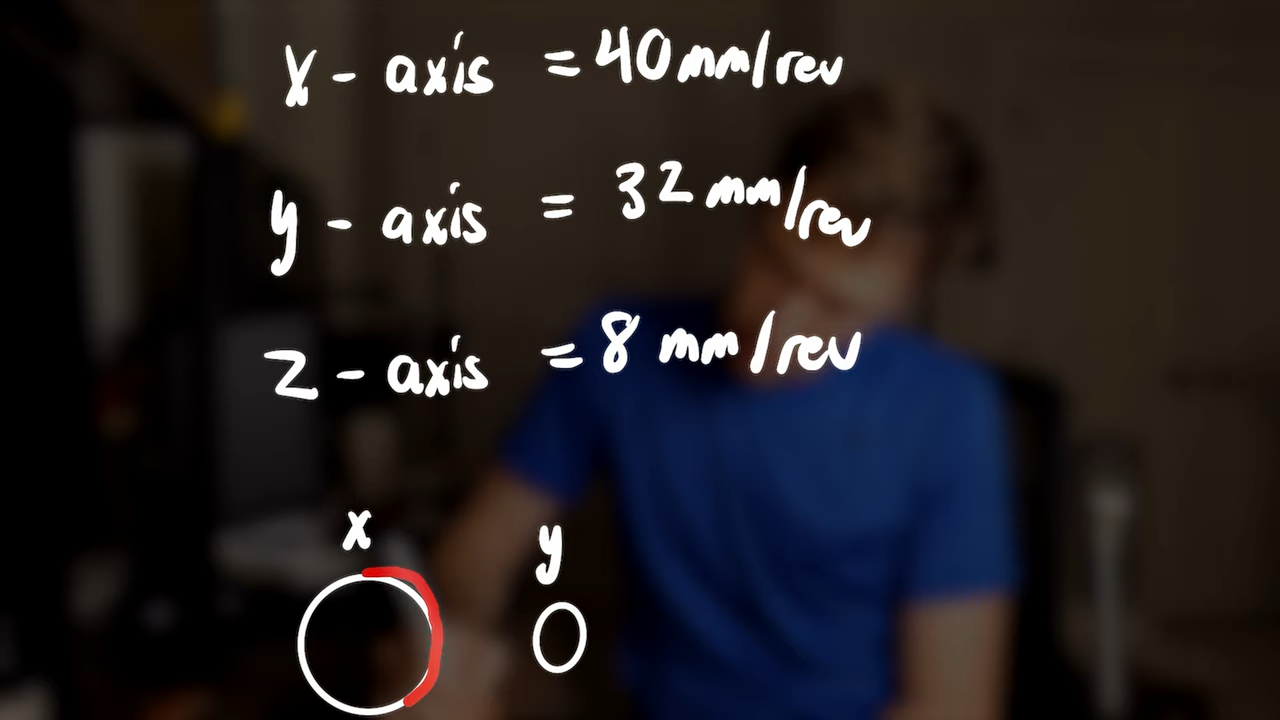 x - axis = 40 mm/rev
y - axis = 32 mm/rev
z - axis = 8 mm/rev
x y